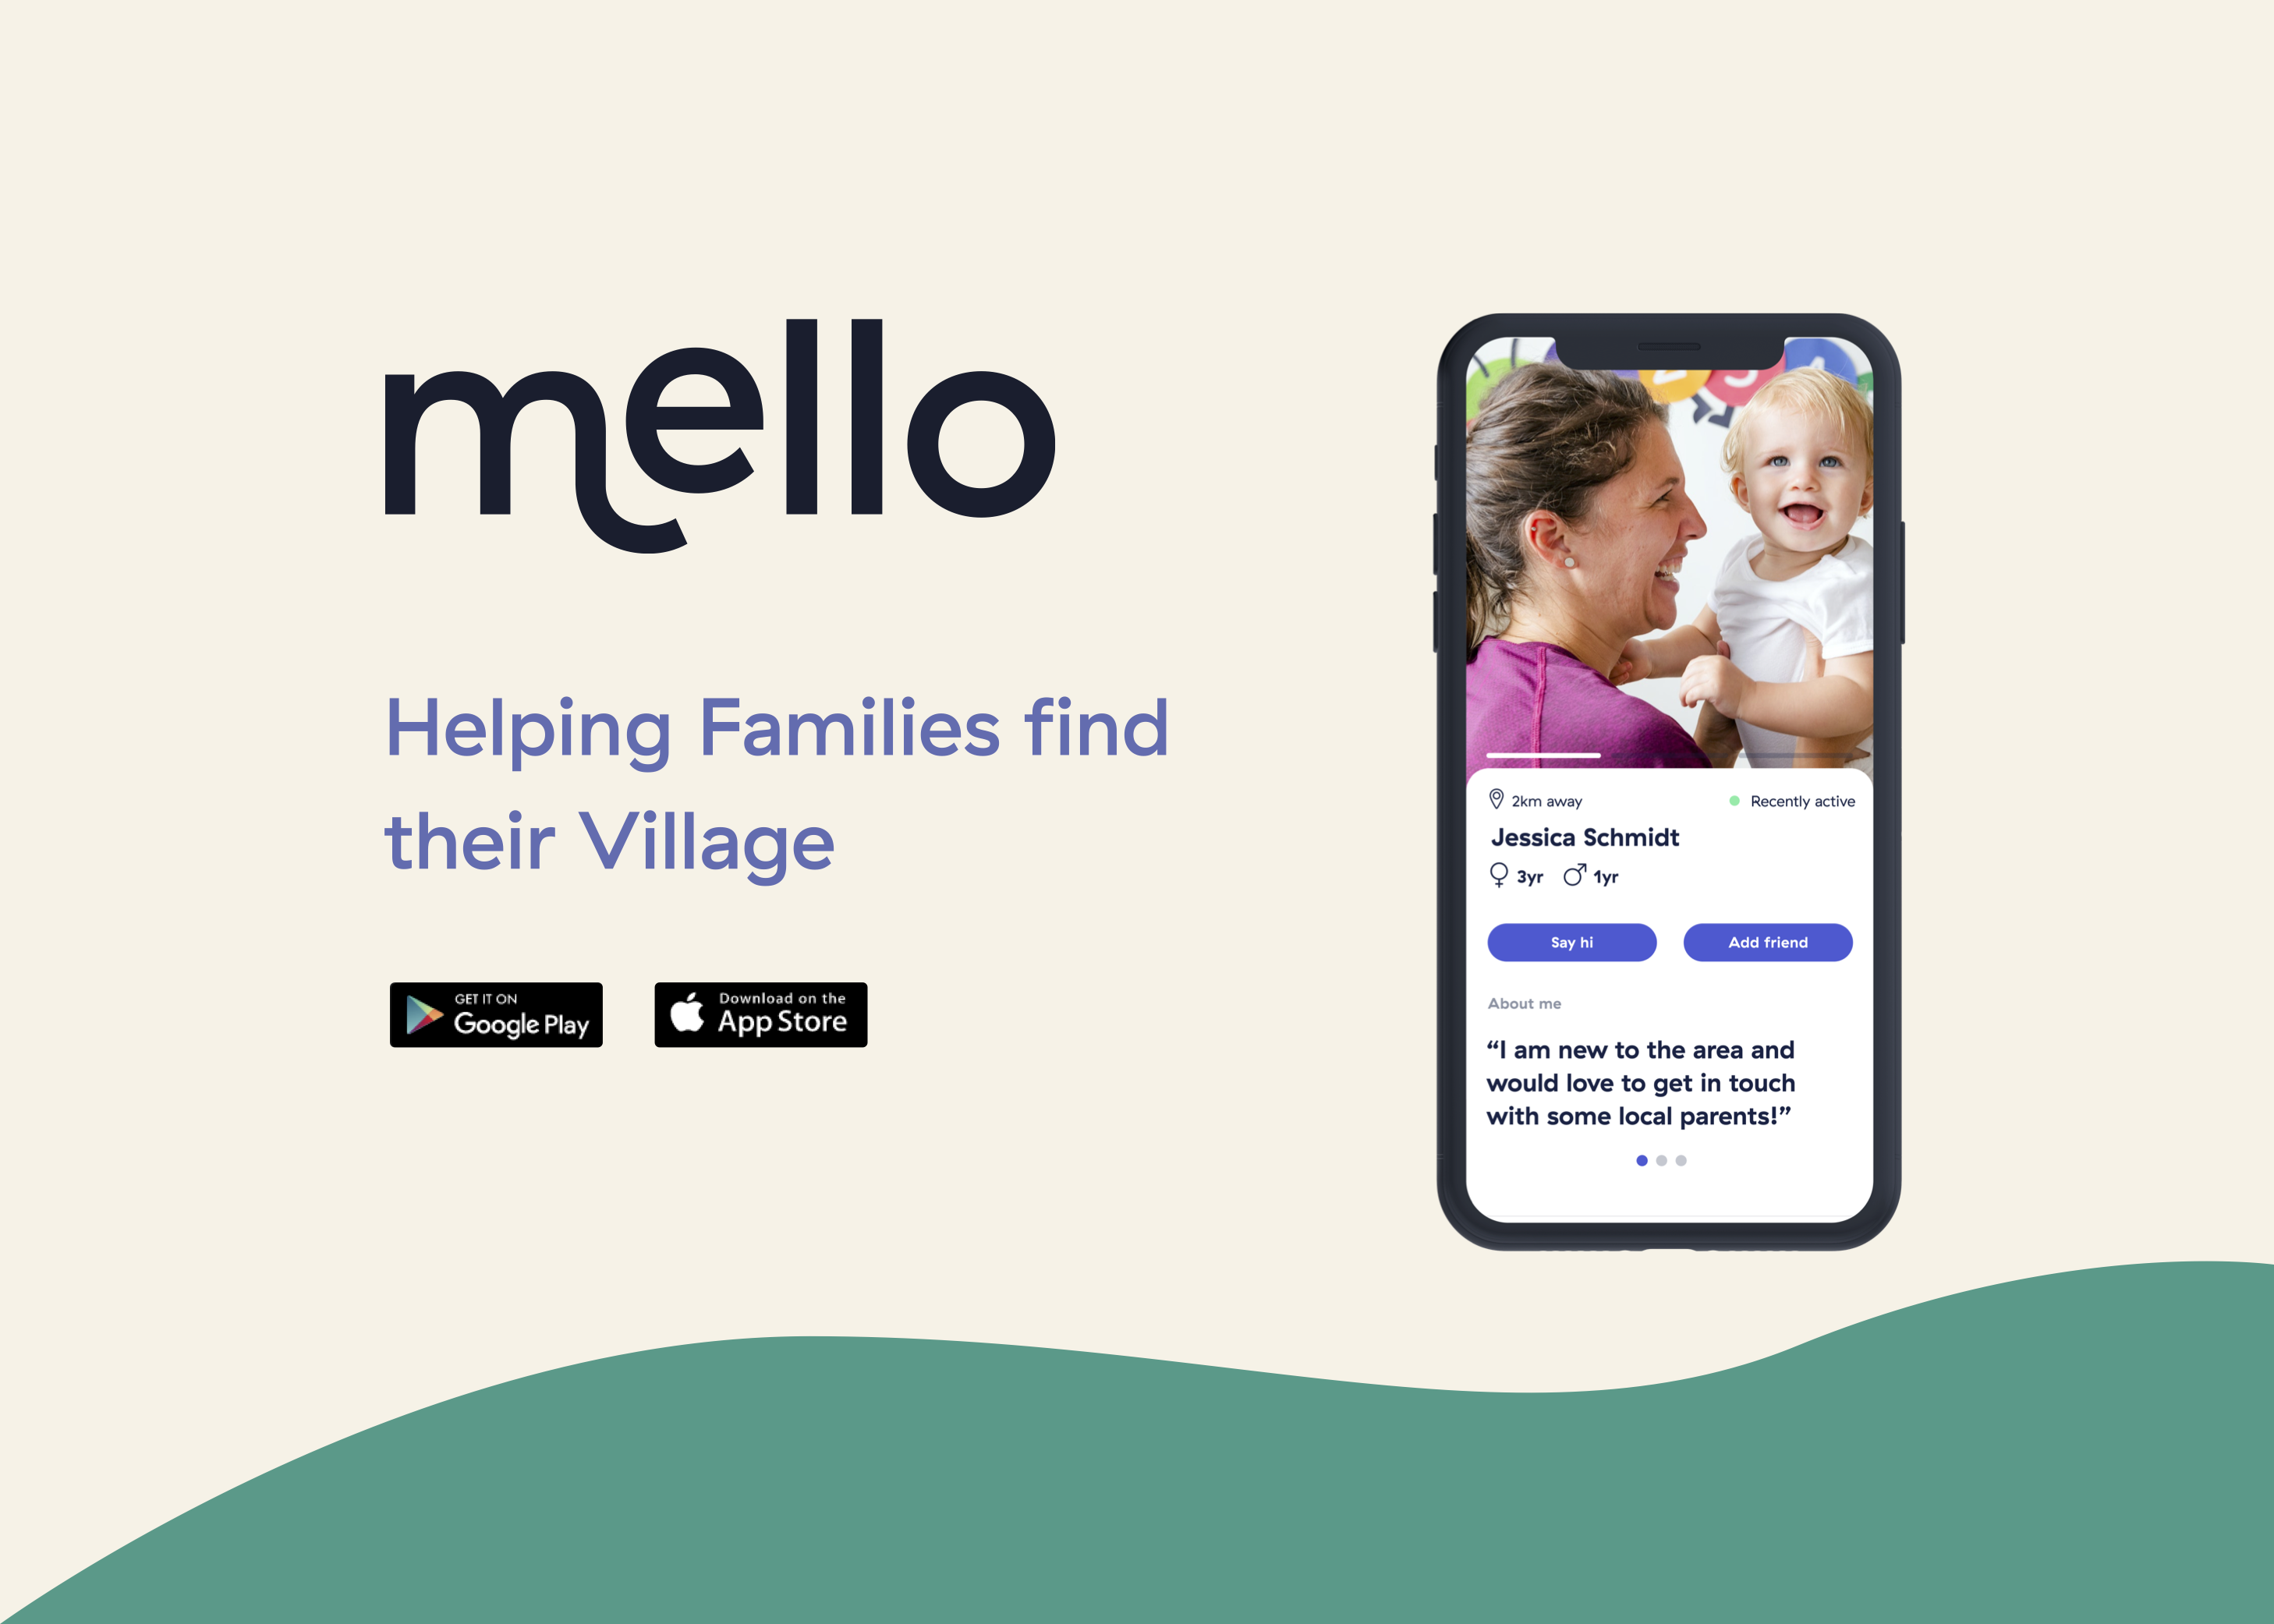 mello
Helping Families find
their Village
GET IT ON
Google Play
Download on the
App Store
2km away
Recently active
Jessica Schmidt
3yr
1yr
Say hi
Add friend
About me
“I am new to the area and
would love to get in touch
with some local parents!”